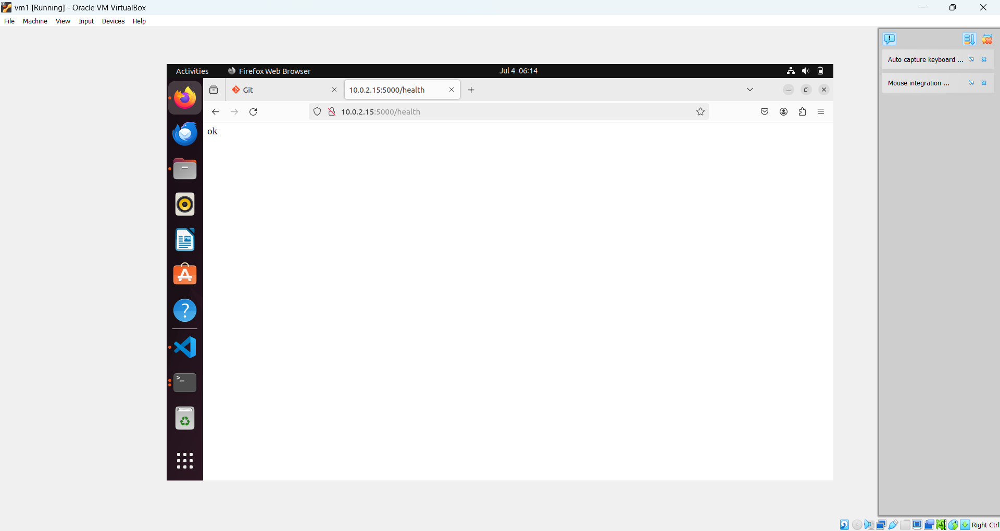 vm1 [Running] - Oracle VM VirtualBox
File Machine View Input Devices Help
Auto capture keyboard ...
Mouse integration ...
Activities Firefox Web Browser Jul 4 06:14
Git 10.0.2.15:5000/health
10.0.2.15:5000/health
ok
Right Ctrl